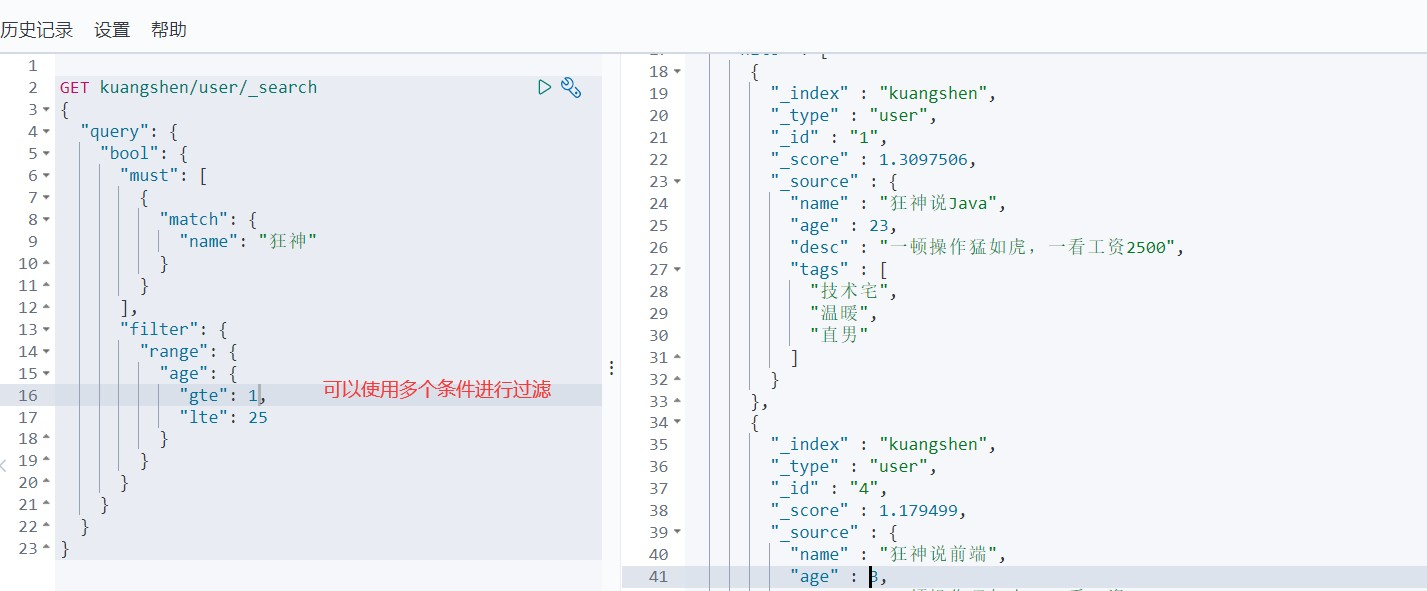 历史记录 设置 帮助
1
2 GET kuangshen/user/_search
3 {
4 "query": {
5 "bool": {
6 "must": [
7 {
8 "match": {
9 "name": "狂神"
10 }
11 }
12 ],
13 "filter": {
14 "range": {
15 "age": {
16 "gte": 1,
可以使用多个条件进行过滤
17 "lte": 25
18 }
19 }
20 }
21 }
22 }
23 }
18 {
19 "_index" : "kuangshen",
20 "_type" : "user",
21 "_id" : "1",
22 "_score" : 1.3097506,
23 "_source" : {
24 "name" : "狂神说Java",
25 "age" : 23,
26 "desc" : "一顿操作猛如虎，一看工资2500",
27 "tags" : [
28 "技术宅",
29 "温暖",
30 "直男"
31 ]
32 }
33 },
34 {
35 "_index" : "kuangshen",
36 "_type" : "user",
37 "_id" : "4",
38 "_score" : 1.179499,
39 "_source" : {
40 "name" : "狂神说前端",
41 "age" : 3,